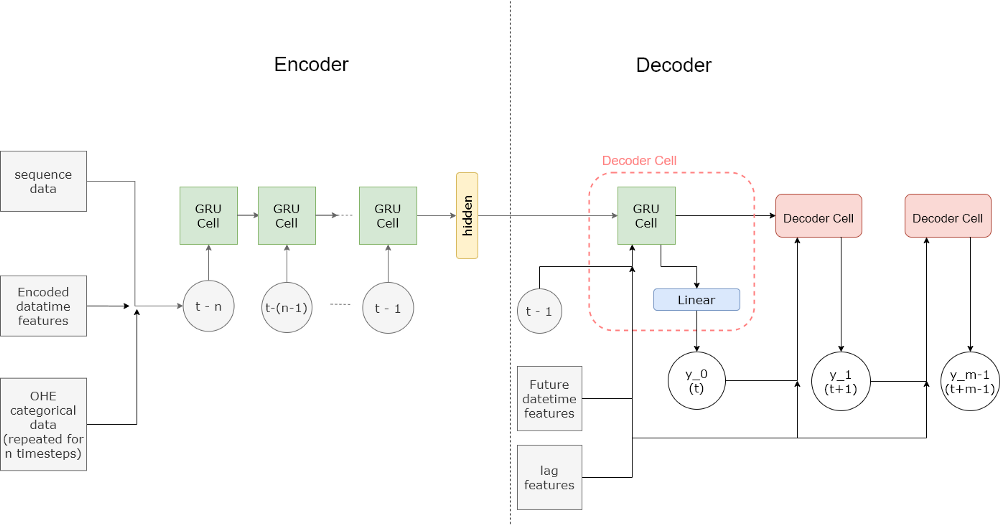 Encoder
Decoder
sequence
data
Encoded
datatime
features
OHE
categorical
data
(repeated for
n timesteps)
GRU
Cell
GRU
Cell
GRU
Cell
t - n
t-(n-1)
t - 1
hidden
Decoder Cell
GRU
Cell
Linear
t - 1
Future
datetime
features
lag
features
y_0
(t)
Decoder Cell
y_1
(t+1)
Decoder Cell
y_m-1
(t+m-1)